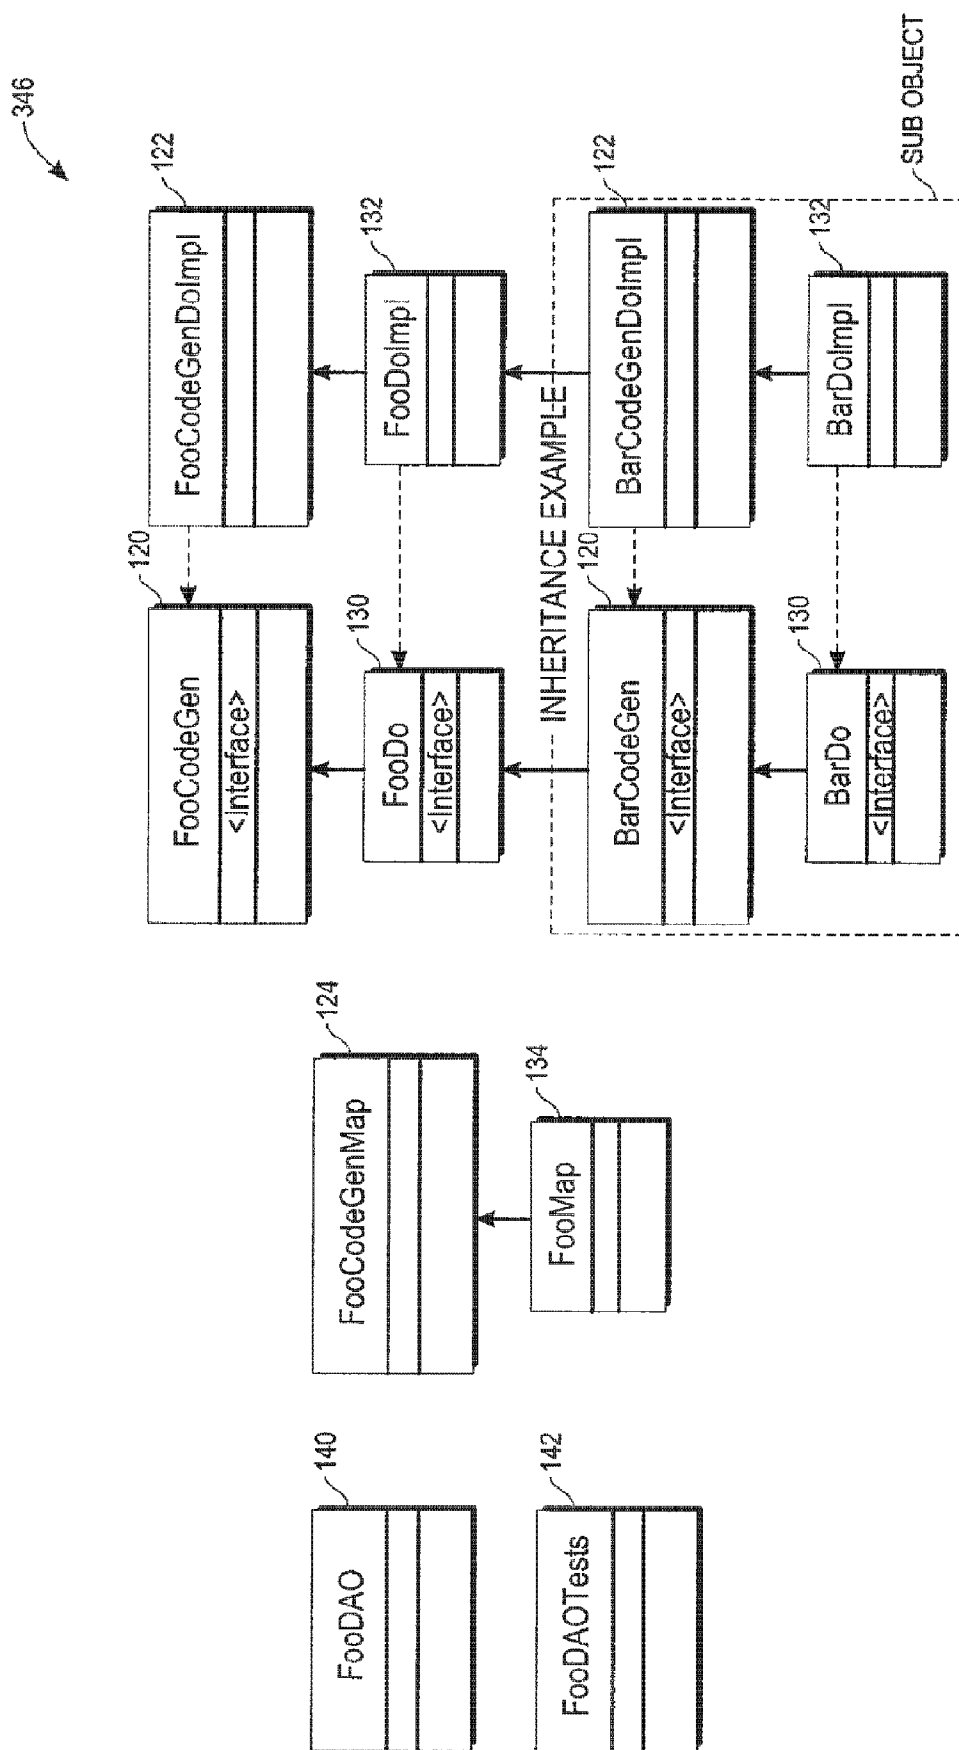 346
FooDAO
140
FooDAOTests
142
FooCodeGenMap
124
FooMap
134
FooCodeGen
<Interface>
120
FooCodeGenDoImpl
122
FooDo
<Interface>
130
FooDoImpl
132
INHERITANCE EXAMPLE
BarCodeGen
<Interface>
120
BarCodeGenDoImpl
122
BarDo
<Interface>
130
BarDoImpl
132
SUB OBJECT